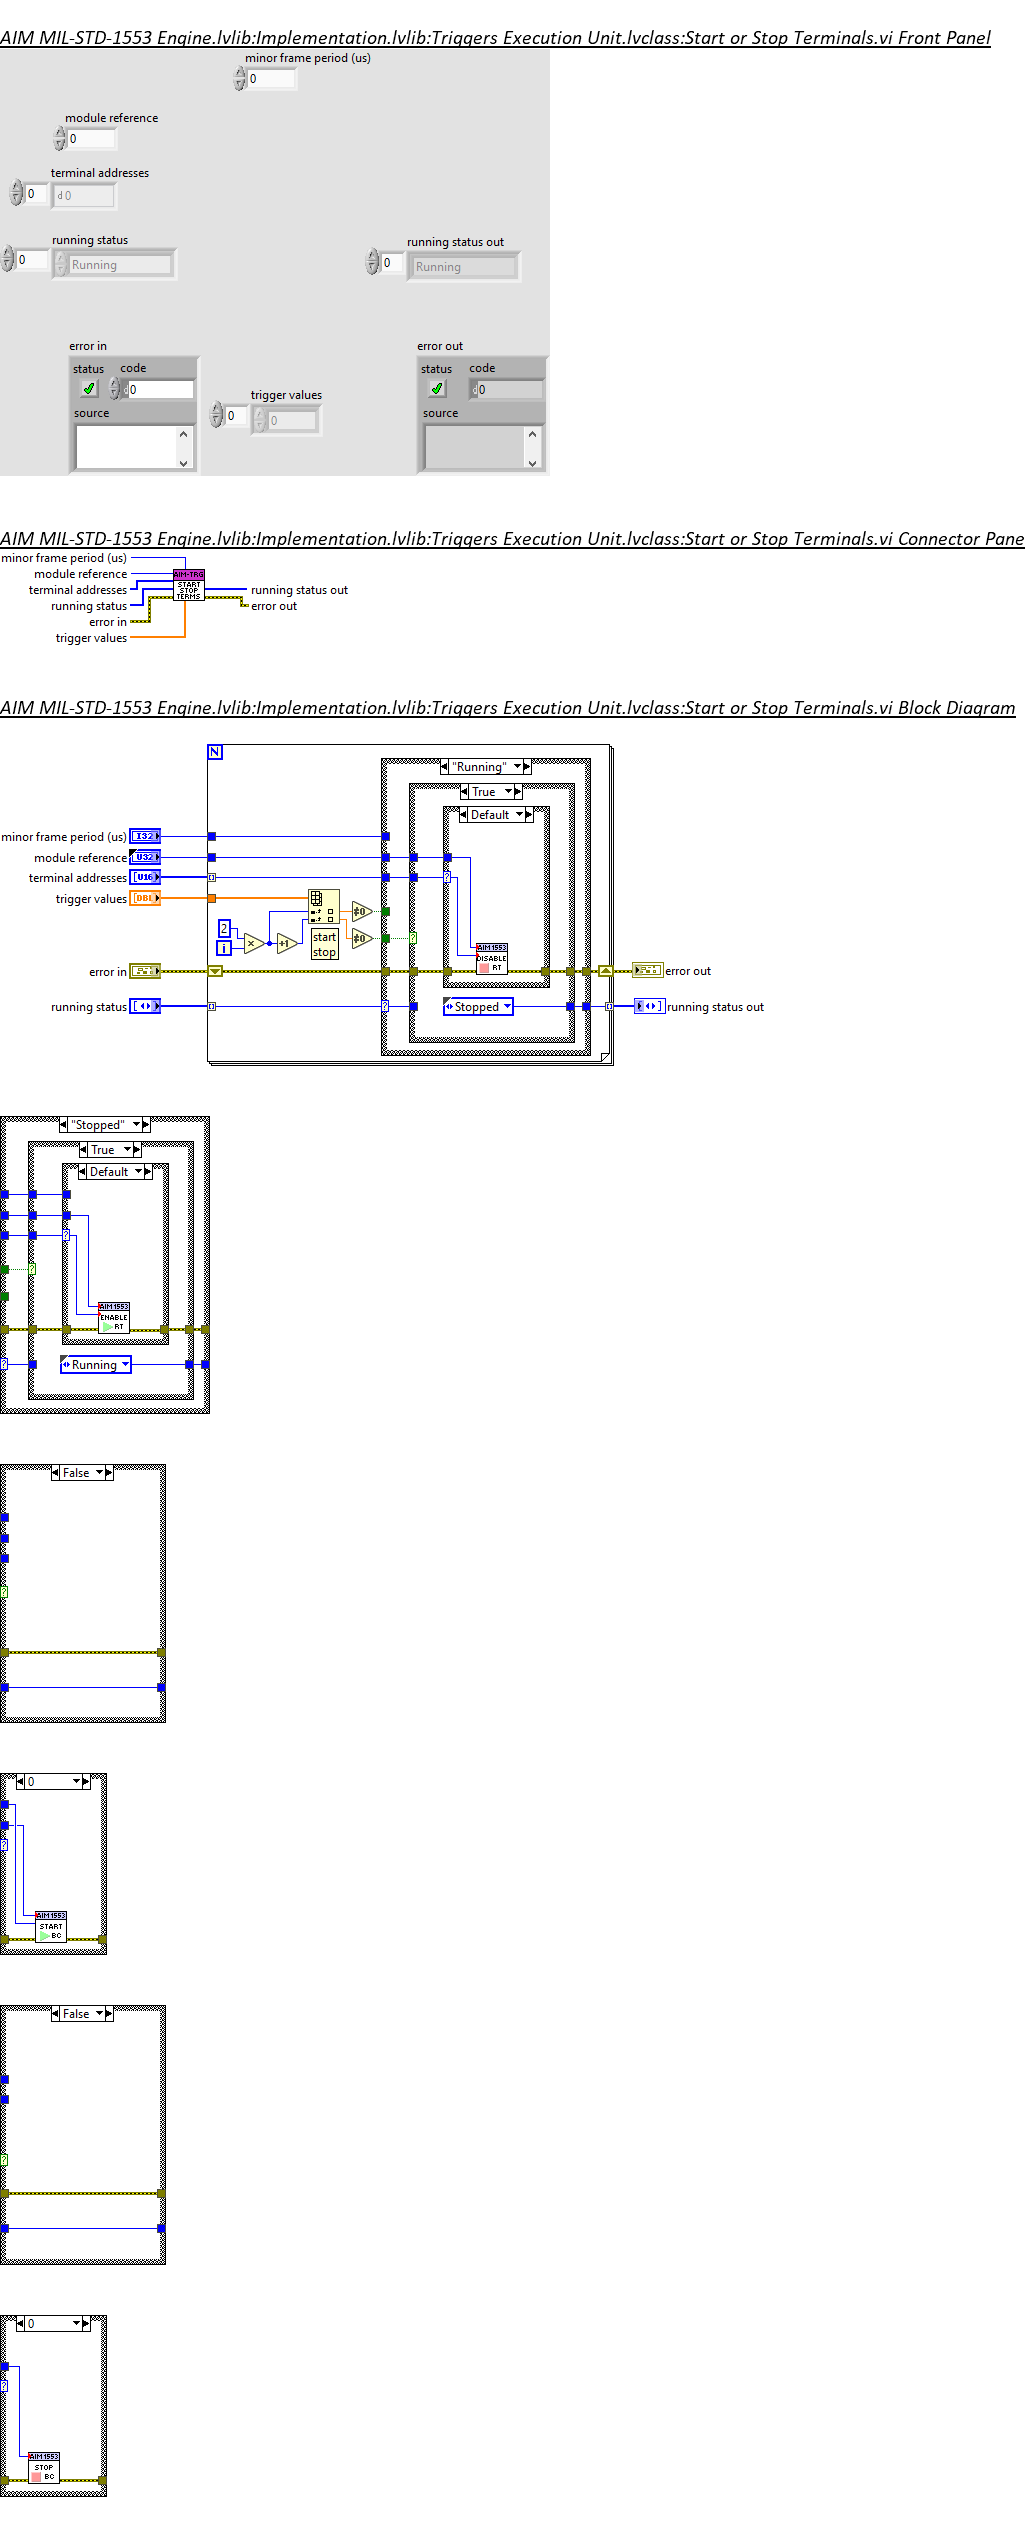 AIM MIL-STD-1553 Engine.lvlib:Implementation.lvlib:Triggers Execution Unit.lvclass:Start or Stop Terminals.vi Front Panel
minor frame period (us)
0
module reference
0
terminal addresses
0
d 0
running status
0
Running
running status out
0
Running
error in
status
code
d 0
source
error out
status
code
d 0
source
trigger values
0
0
AIM MIL-STD-1553 Engine.lvlib:Implementation.lvlib:Triggers Execution Unit.lvclass:Start or Stop Terminals.vi Connector Pane
minor frame period (us)
module reference
terminal addresses
running status
error in
trigger values
AIM-TRG
START
STOP
TERMS
running status out
error out
AIM MIL-STD-1553 Engine.lvlib:Implementation.lvlib:Triggers Execution Unit.lvclass:Start or Stop Terminals.vi Block Diagram
N
"Running"
True
Default
minor frame period (us)
I32
module reference
U32
terminal addresses
[U16]
trigger values
[DBL]
2
i
×
+1
≠0
≠0
start
stop
AIM1553
DISABLE
RT
error in
error out
running status
Stopped
running status out
"Stopped"
True
Default
AIM1553
ENABLE
RT
Running
False
0
AIM1553
START
BC
False
0
AIM1553
STOP
BC